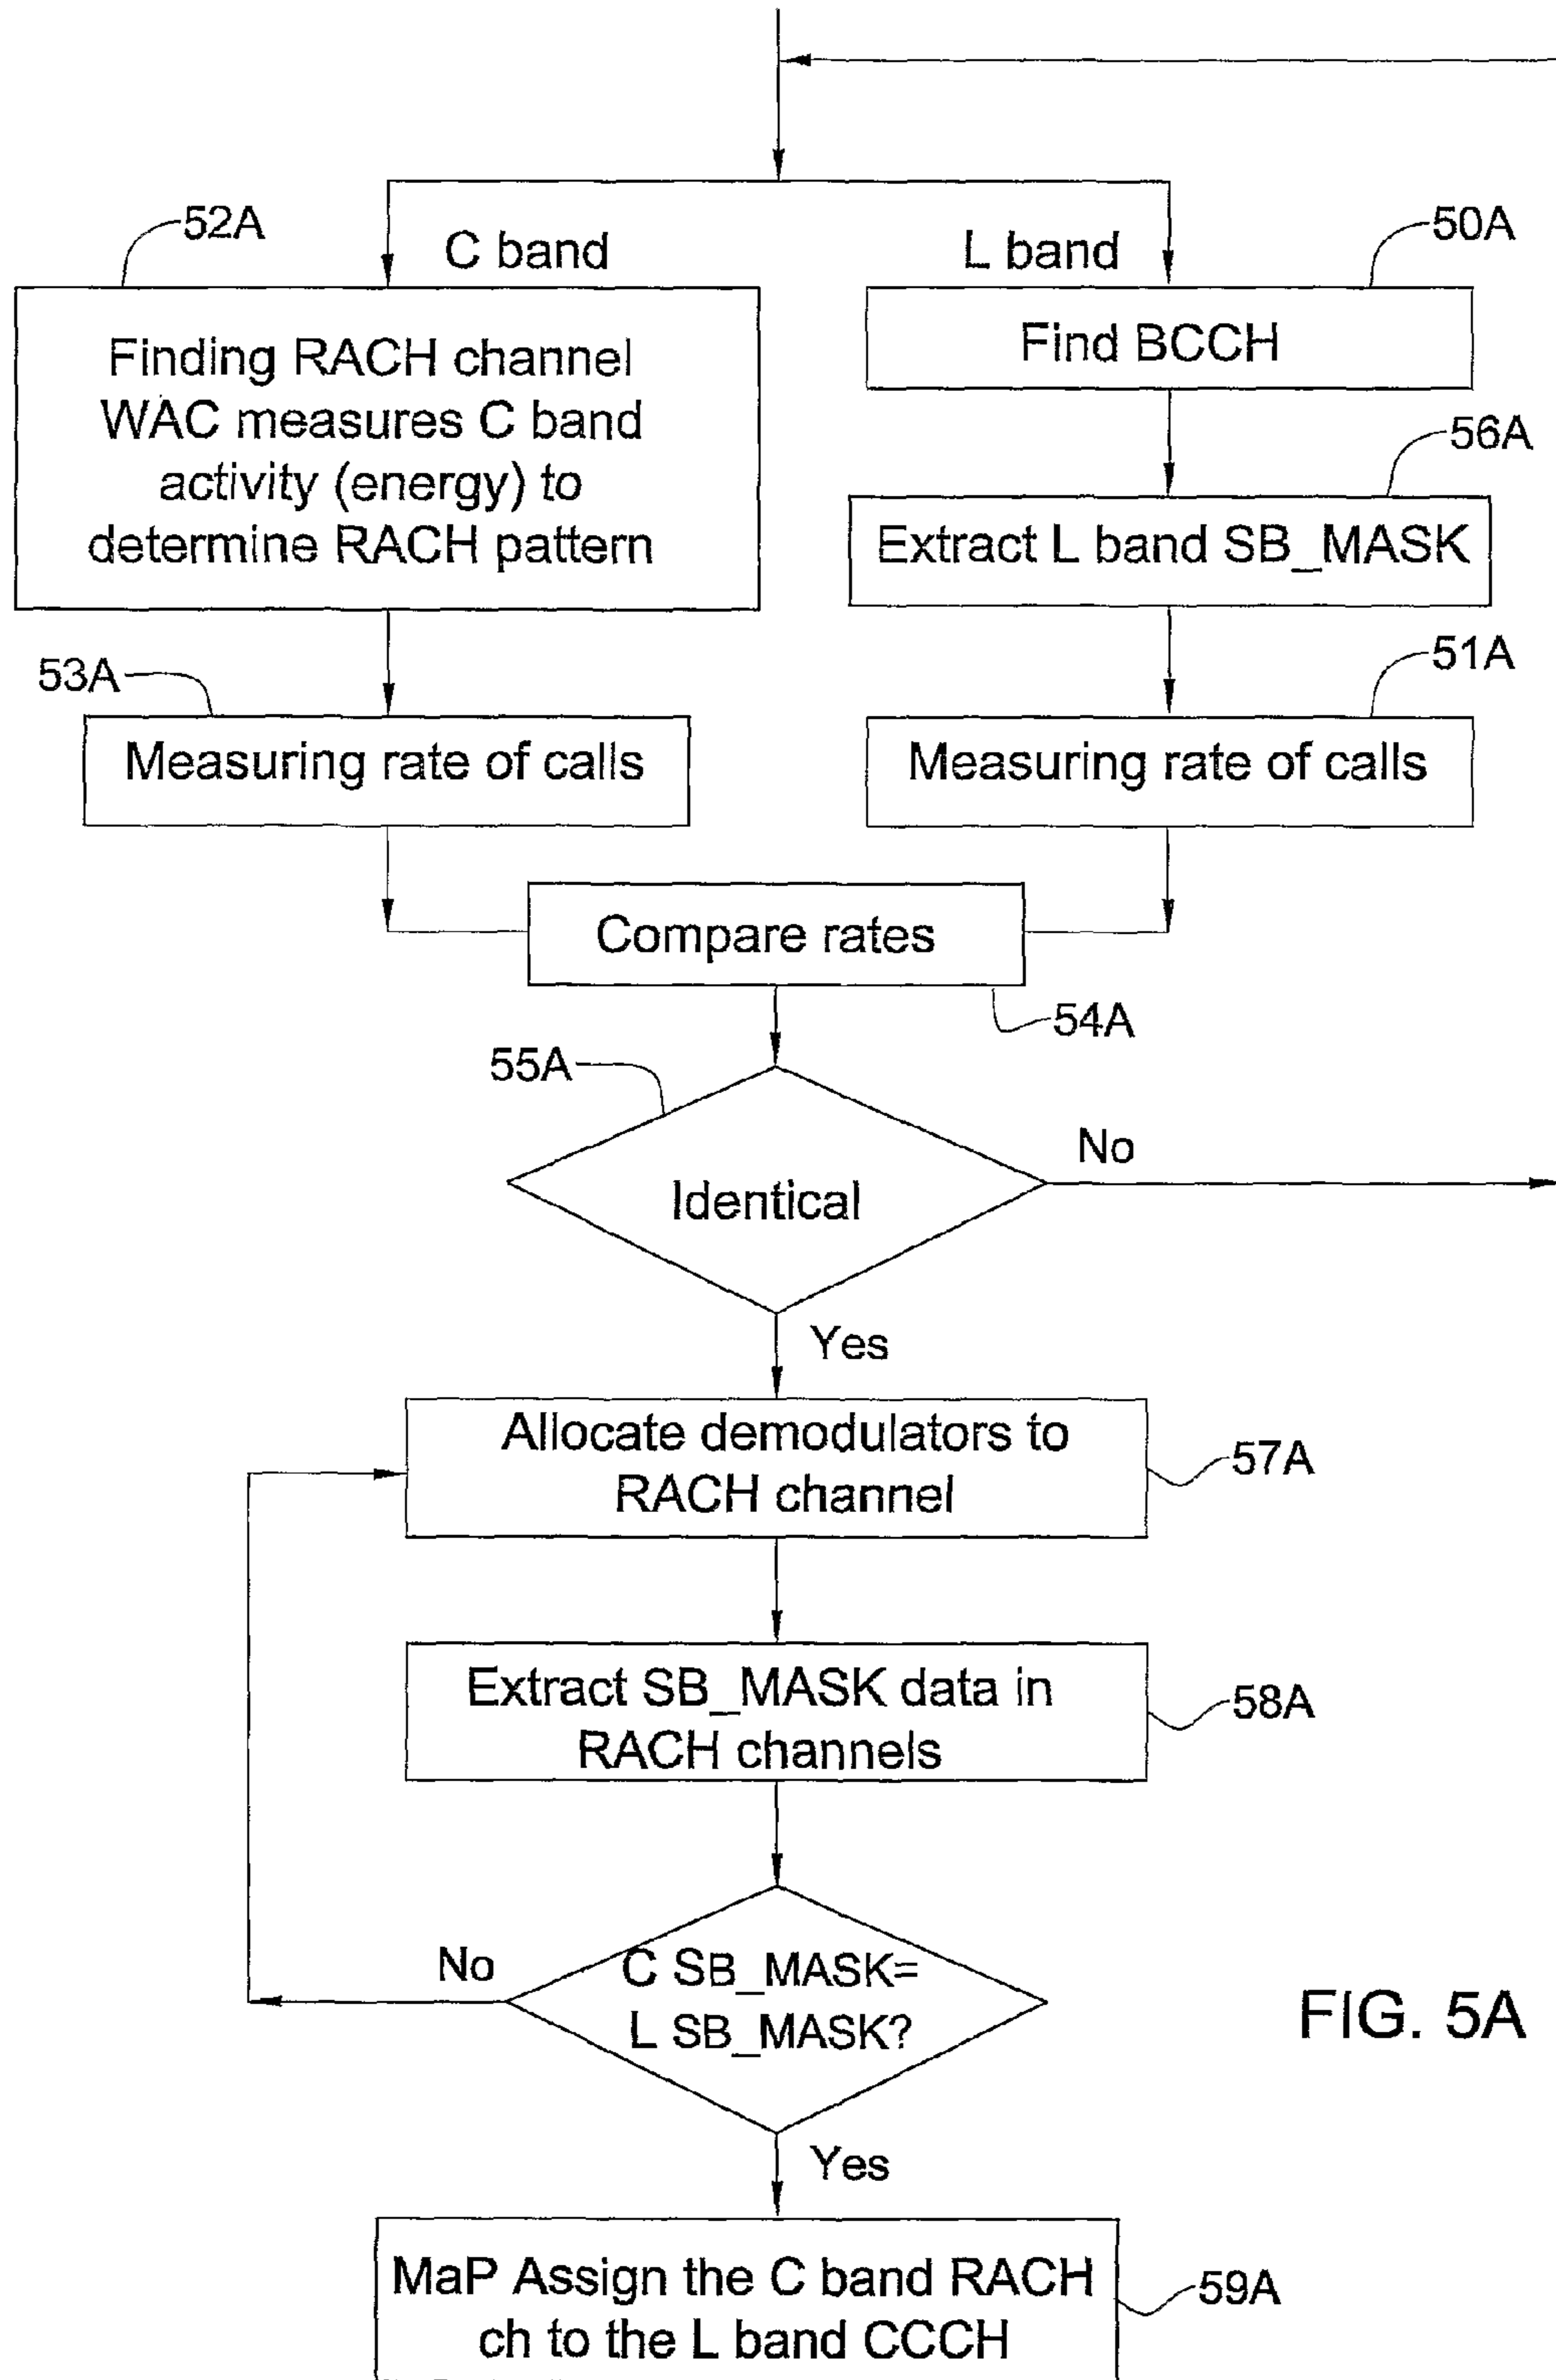 52A
C band
L band
50A
Finding RACH channel
WAC measures C band
activity (energy) to
determine RACH pattern
Find BCCH
56A
Extract L band SB_MASK
53A
51A
Measuring rate of calls
Measuring rate of calls
Compare rates
54A
55A
Identical
No
Yes
Allocate demodulators to
RACH channel
57A
Extract SB_MASK data in
RACH channels
58A
No
C SB_MASK=
L SB_MASK?
FIG. 5A
Yes
MaP Assign the C band RACH
ch to the L band CCCH
59A